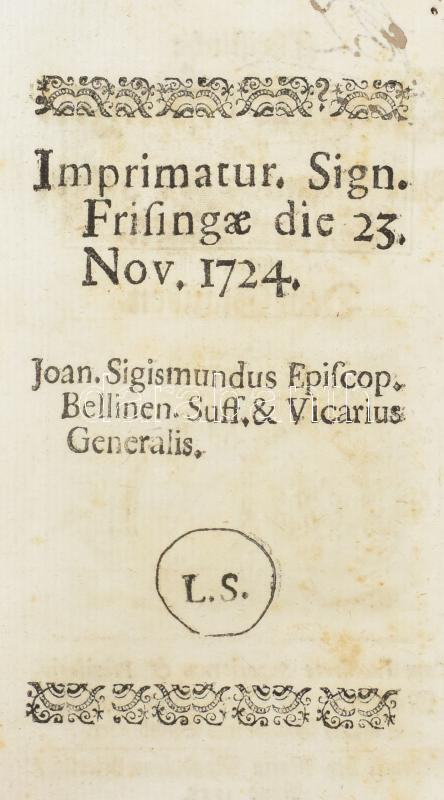 Imprimatur. Sign.
Friſingæ die 23.
Nov. 1724.
Joan. Sigismundus Epiſcop.
Bellinen. Suff. & Vicarius
Generalis.
L.S.